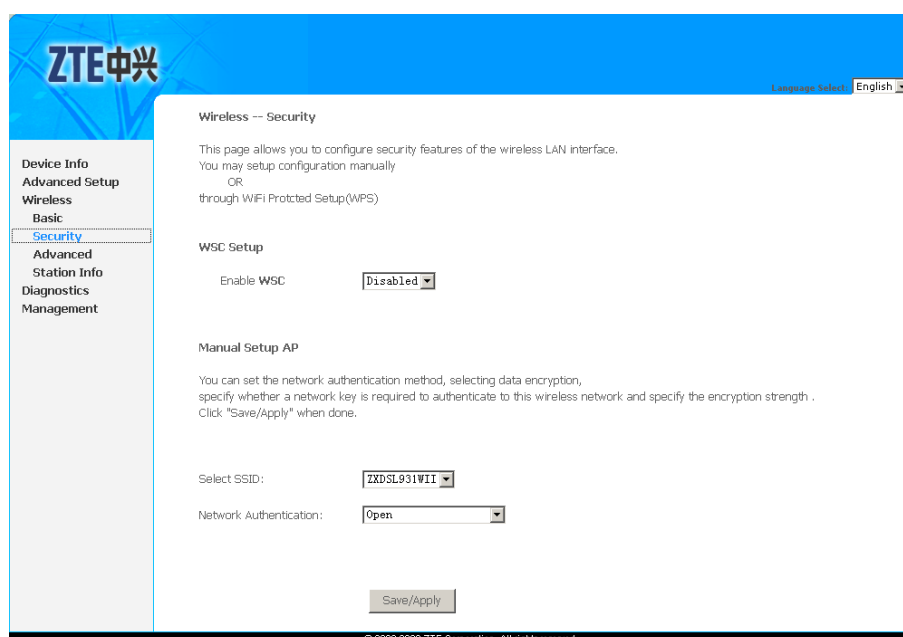 ZTE中兴
Language Select: English
Wireless -- Security
This page allows you to configure security features of the wireless LAN interface.
You may setup configuration manually
OR
through WiFi Protcted Setup(WPS)
Device Info
Advanced Setup
Wireless
Basic
Security
Advanced
Station Info
Diagnostics
Management
WSC Setup
Enable WSC Disabled
Manual Setup AP
You can set the network authentication method, selecting data encryption,
specify whether a network key is required to authenticate to this wireless network and specify the encryption strength .
Click "Save/Apply" when done.
Select SSID: ZXDSL931WII
Network Authentication: Open
Save/Apply